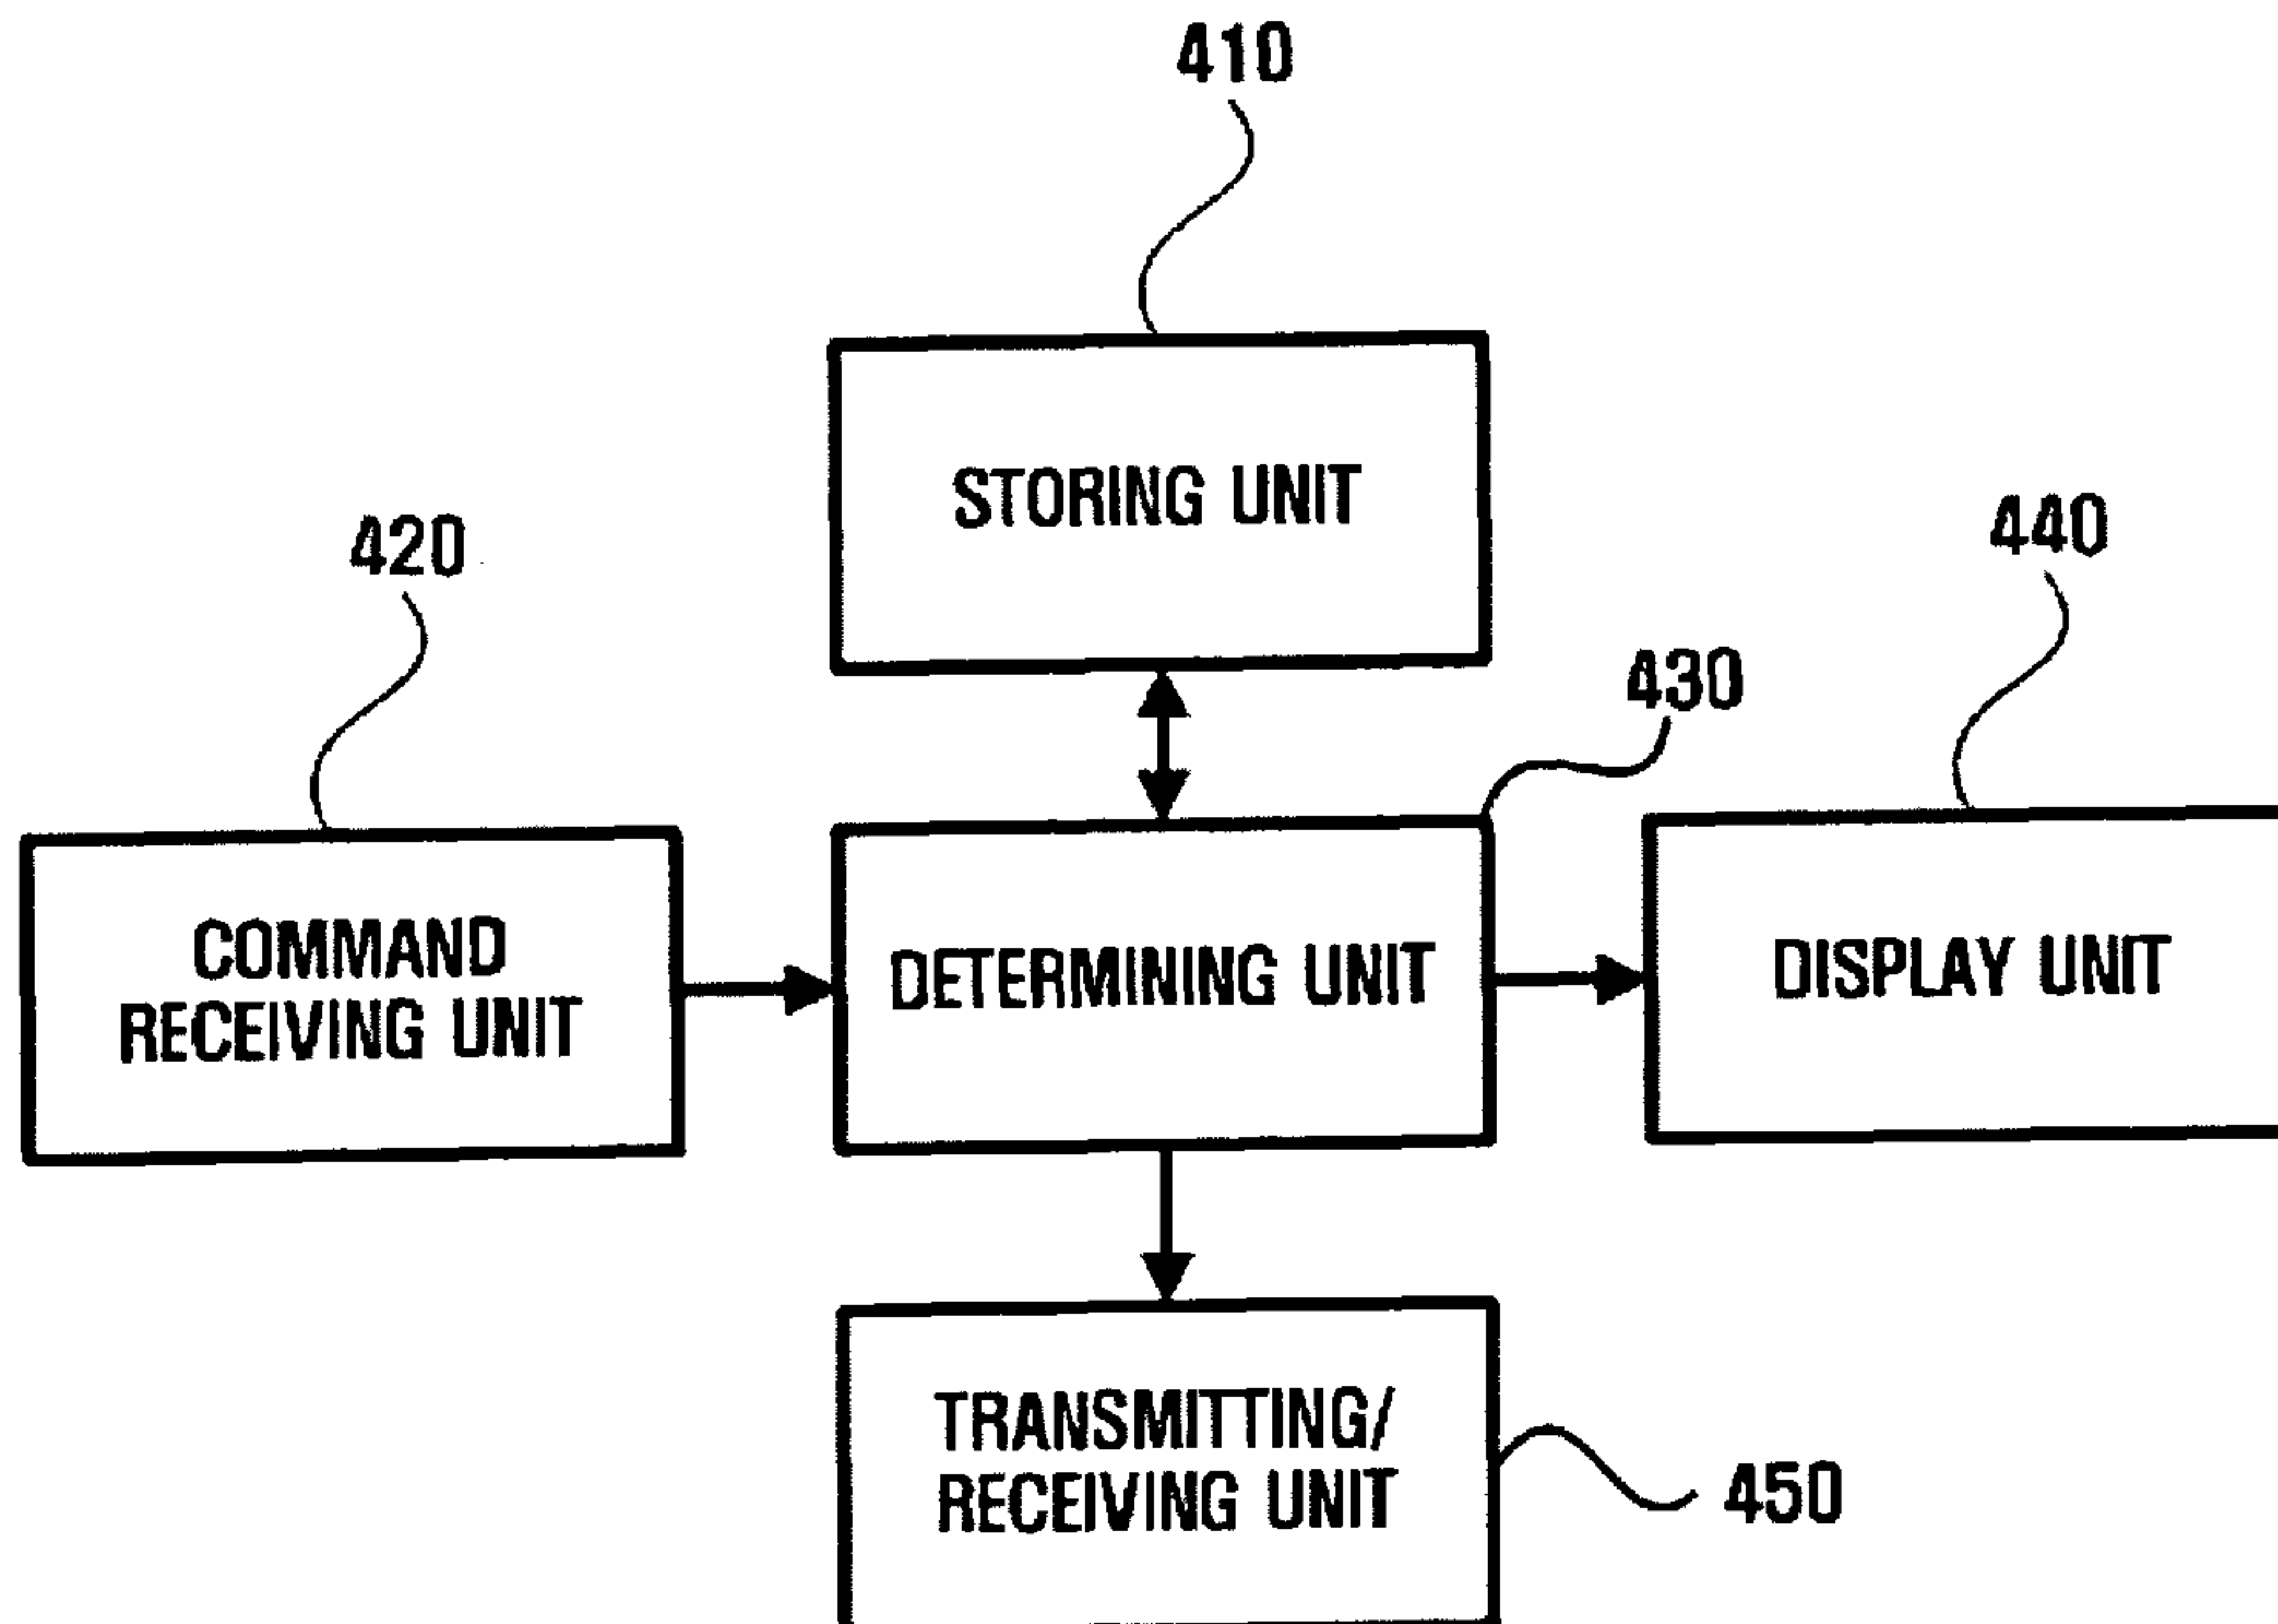 410
STORING UNIT
420
440
430
COMMAND
RECEIVING UNIT
DETERMINING UNIT
DISPLAY UNIT
TRANSMITTING/
RECEIVING UNIT
450